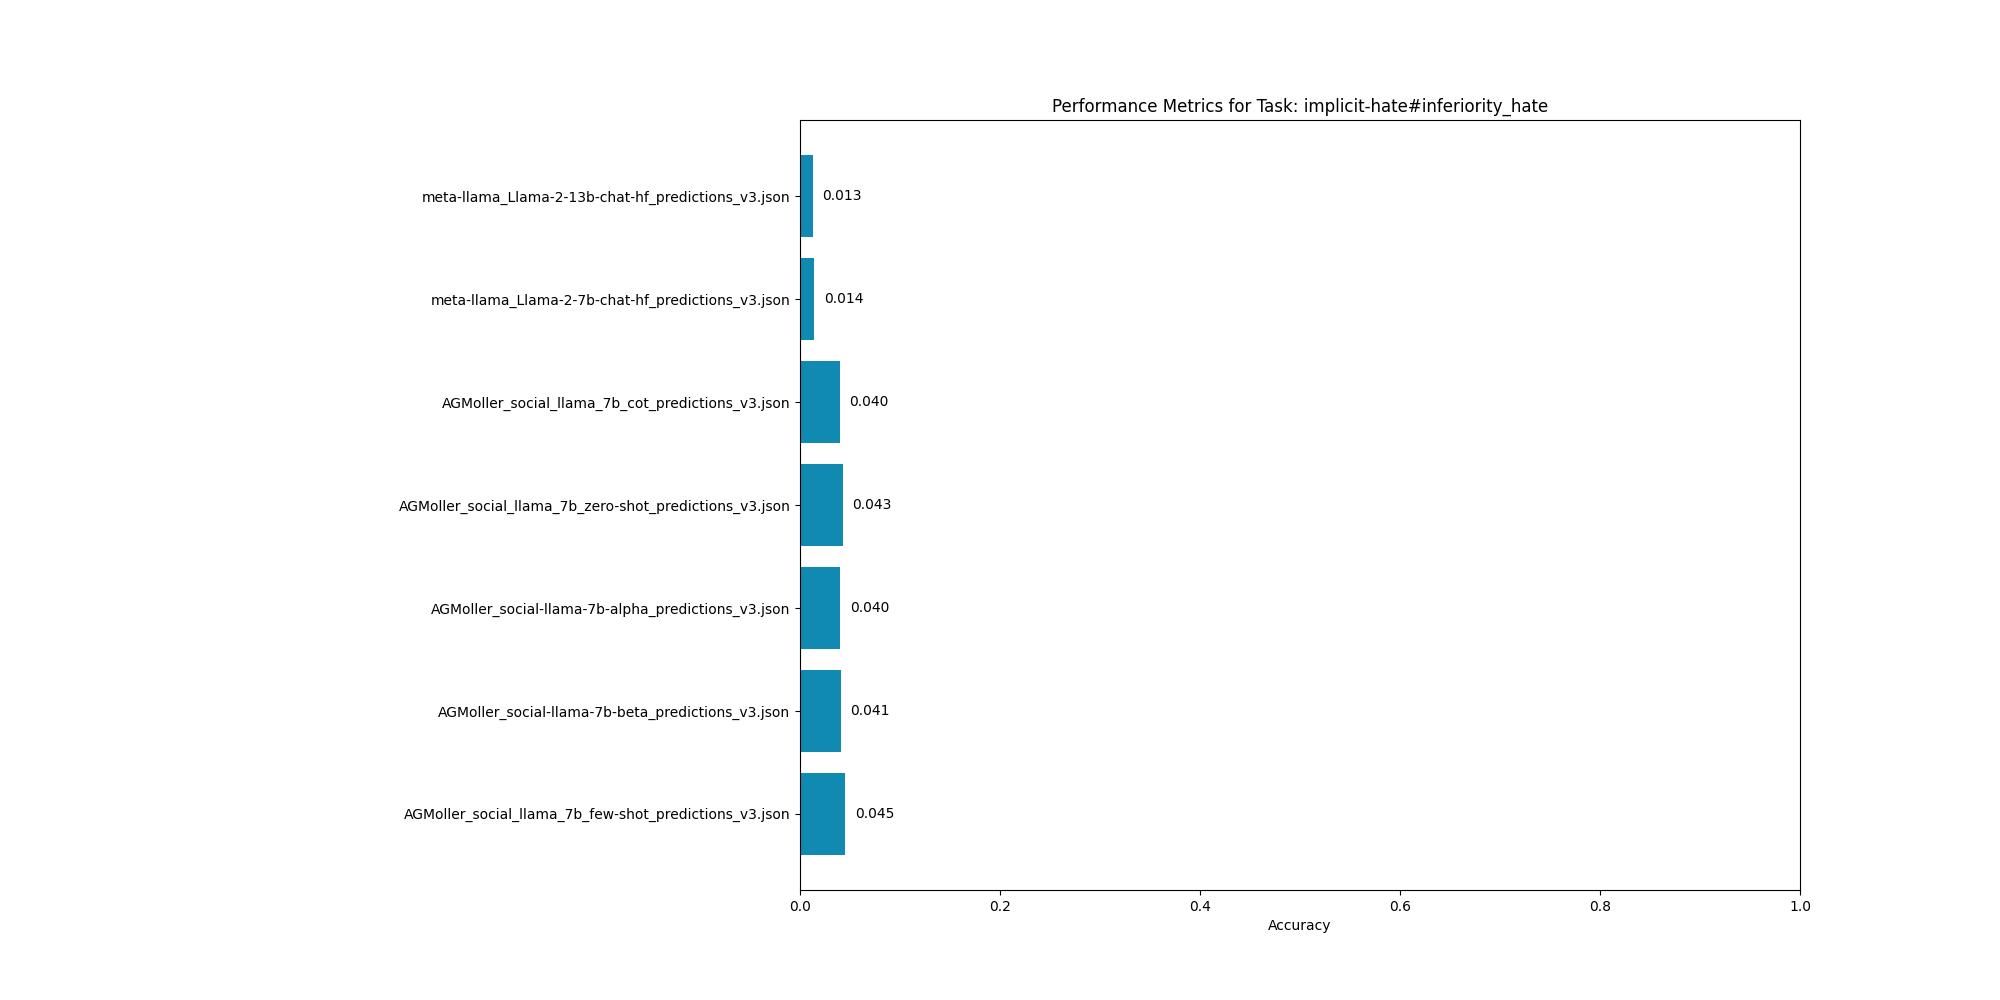 Performance Metrics for Task: implicit-hate#inferiority_hate
meta-llama_Llama-2-13b-chat-hf_predictions_v3.json
0.013
meta-llama_Llama-2-7b-chat-hf_predictions_v3.json
0.014
AGMoller_social_llama_7b_cot_predictions_v3.json
0.040
AGMoller_social_llama_7b_zero-shot_predictions_v3.json
0.043
AGMoller_social-llama-7b-alpha_predictions_v3.json
0.040
AGMoller_social-llama-7b-beta_predictions_v3.json
0.041
AGMoller_social_llama_7b_few-shot_predictions_v3.json
0.045
0.0 0.2 0.4 0.6 0.8 1.0
Accuracy